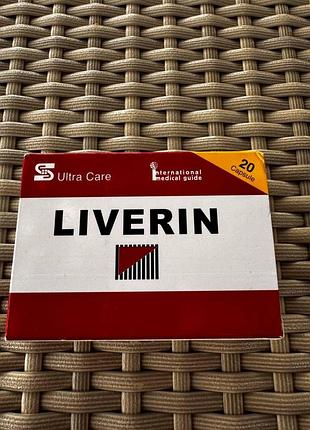 Ultra Care
International
medical guide
20
Capsule
LIVERIN